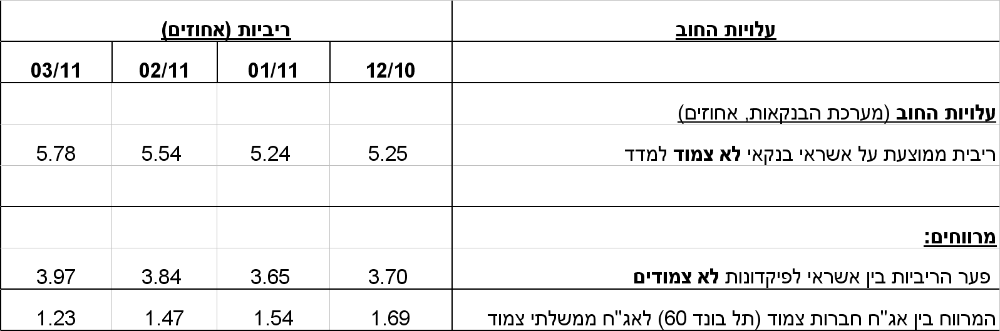 עלויות החוב ריביות (אחוזים)
12/10 01/11 02/11 03/11
עלויות החוב (מערכת הבנקאות, אחוזים)
ריבית ממוצעת על אשראי בנקאי לא צמוד למדד 5.25 5.24 5.54 5.78
מרווחים:
פער הריביות בין אשראי לפיקדונות לא צמודים 3.70 3.65 3.84 3.97
המרווח בין אג"ח חברות צמוד (תל בונד 60) לאג"ח ממשלתי צמוד 1.69 1.54 1.47 1.23